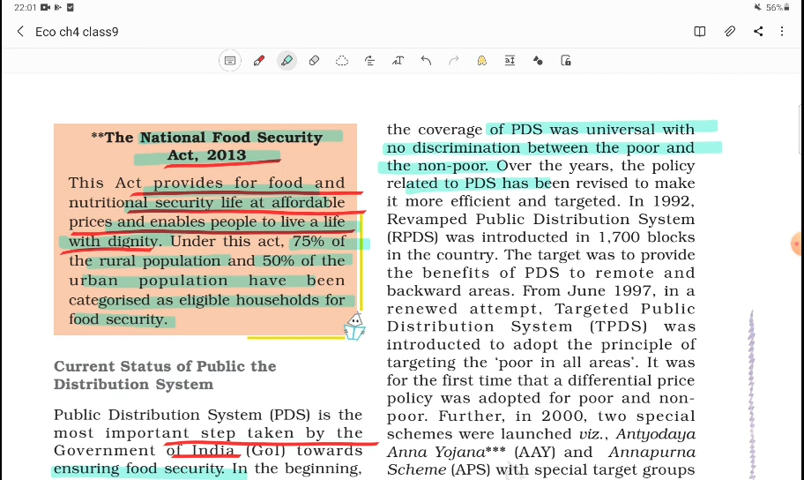 22:01
56%
Eco ch4 class9
**The National Food Security
Act, 2013
This Act provides for food and
nutritional security life at affordable
prices and enables people to live a life
with dignity. Under this act, 75% of
the rural population and 50% of the
urban population have been
categorised as eligible households for
food security.
Current Status of Public the
Distribution System
Public Distribution System (PDS) is the
most important step taken by the
Government of India (GoI) towards
ensuring food security. In the beginning,
the coverage of PDS was universal with
no discrimination between the poor and
the non-poor. Over the years, the policy
related to PDS has been revised to make
it more efficient and targeted. In 1992,
Revamped Public Distribution System
(RPDS) was introduced in 1,700 blocks
in the country. The target was to provide
the benefits of PDS to remote and
backward areas. From June 1997, in a
renewed attempt, Targeted Public
Distribution System (TPDS) was
introduced to adopt the principle of
targeting the ‘poor in all areas’. It was
for the first time that a differential price
policy was adopted for poor and non-
poor. Further, in 2000, two special
schemes were launched viz., Antyodaya
Anna Yojana*** (AAY) and Annapurna
Scheme (APS) with special target groups